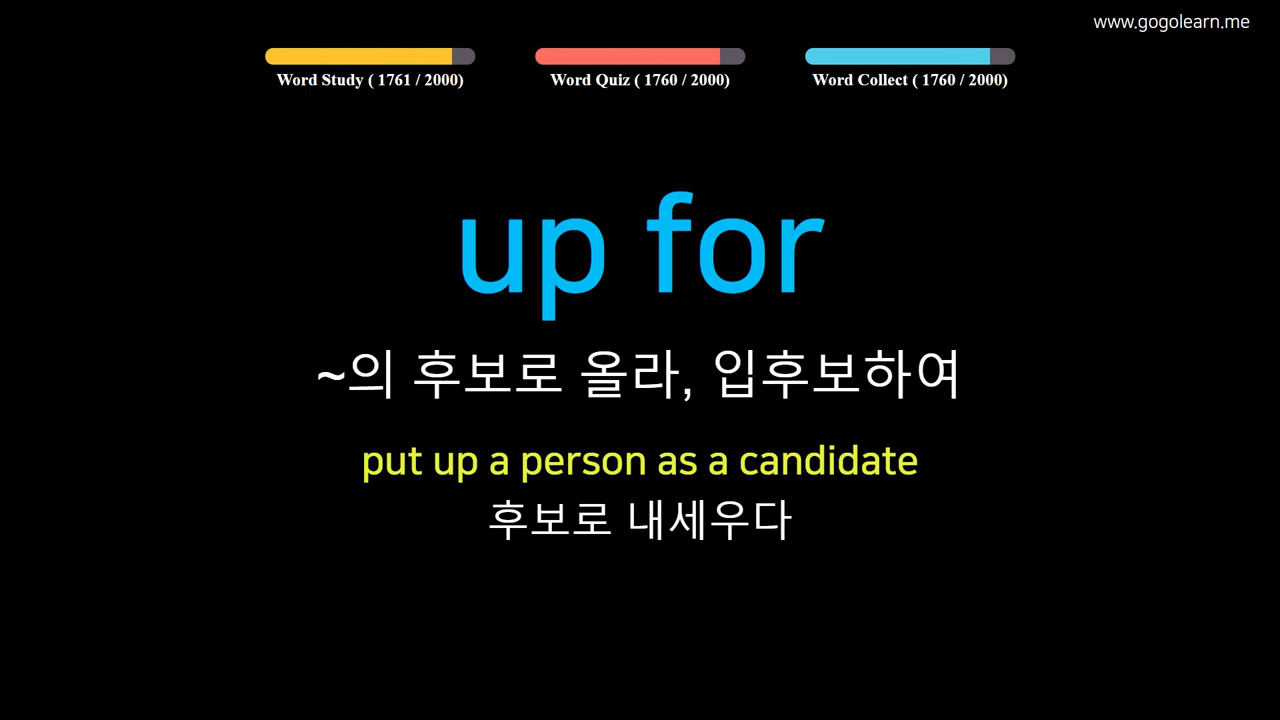 www.gogolearn.me
Word Study ( 1761 / 2000)
Word Quiz ( 1760 / 2000)
Word Collect ( 1760 / 2000)
up for
~의 후보로 올라, 입후보하여
put up a person as a candidate
후보로 내세우다